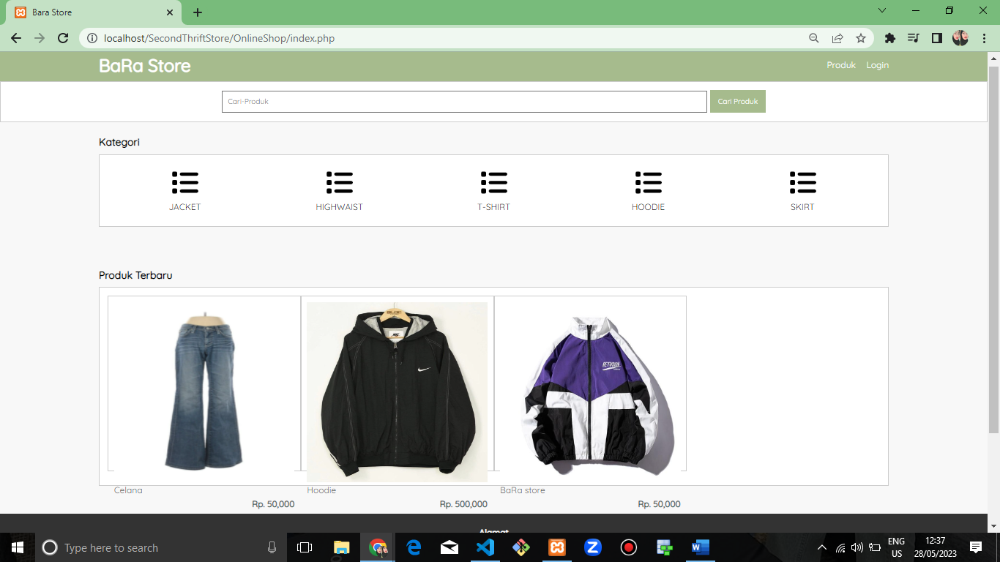 Bara Store
localhost/SecondThriftStore/OnlineShop/index.php
BaRa Store
Produk Login
Cari-Produk
Cari Produk
Kategori
JACKET HIGHWAIST T-SHIRT HOODIE SKIRT
Produk Terbaru
Celana Hoodie BaRa store
Rp. 50,000 Rp. 500,000 Rp. 50,000
Alamat
Type here to search
ENG 12:37
US 28/05/2023